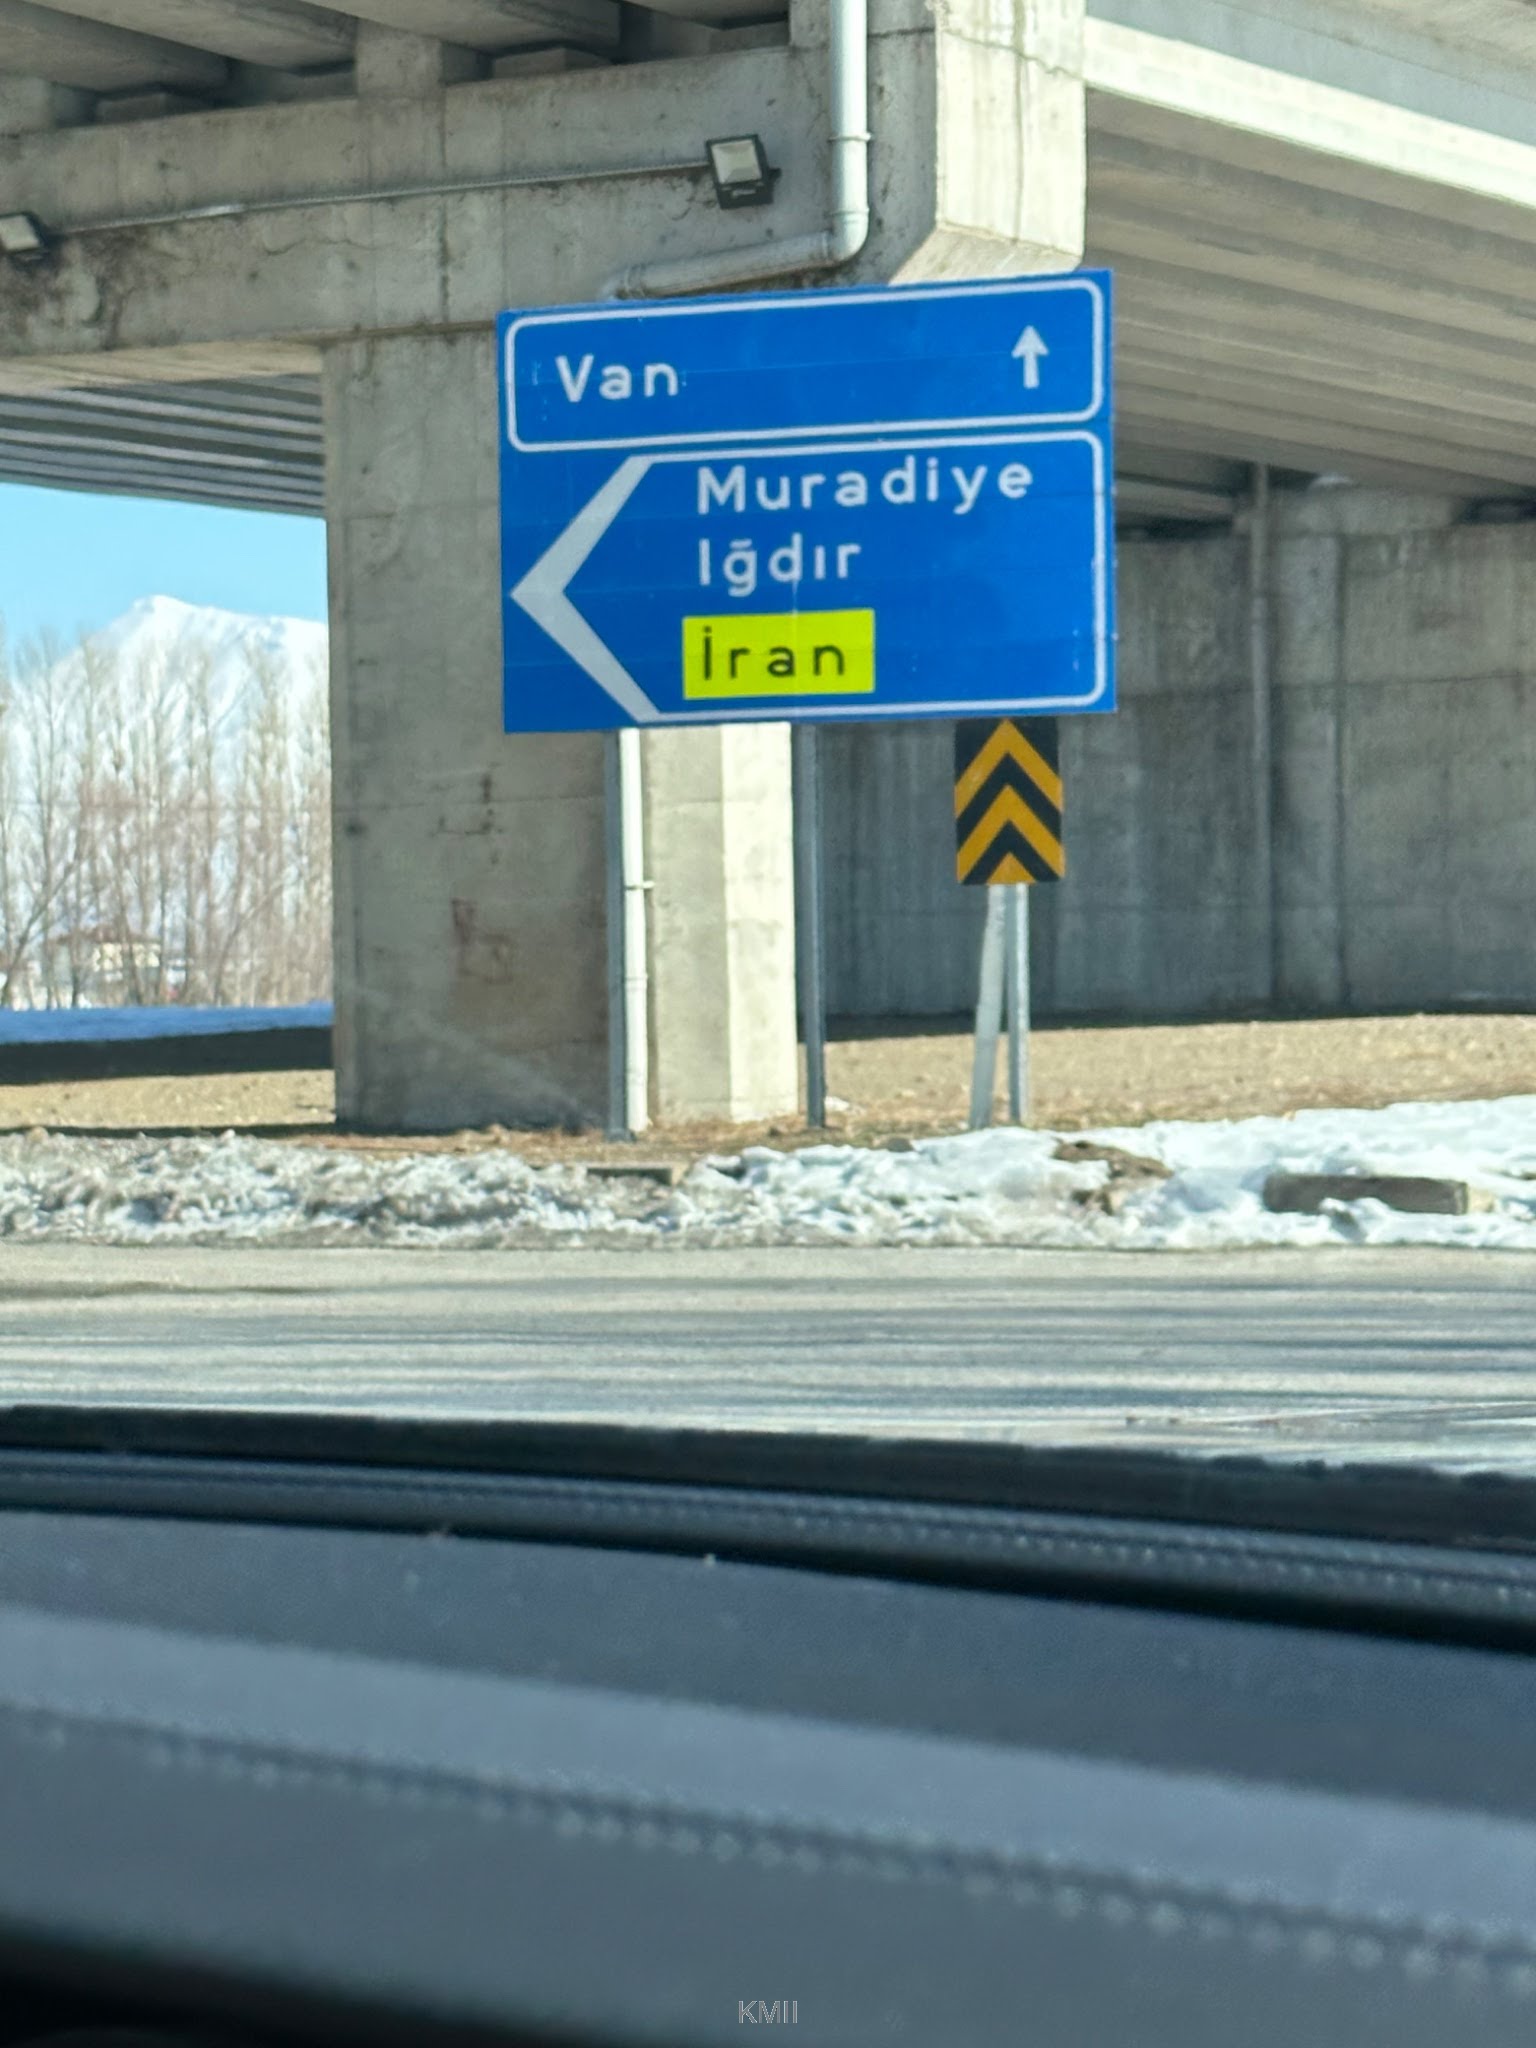 Van
Muradiye
Iğdır
İran
KMII